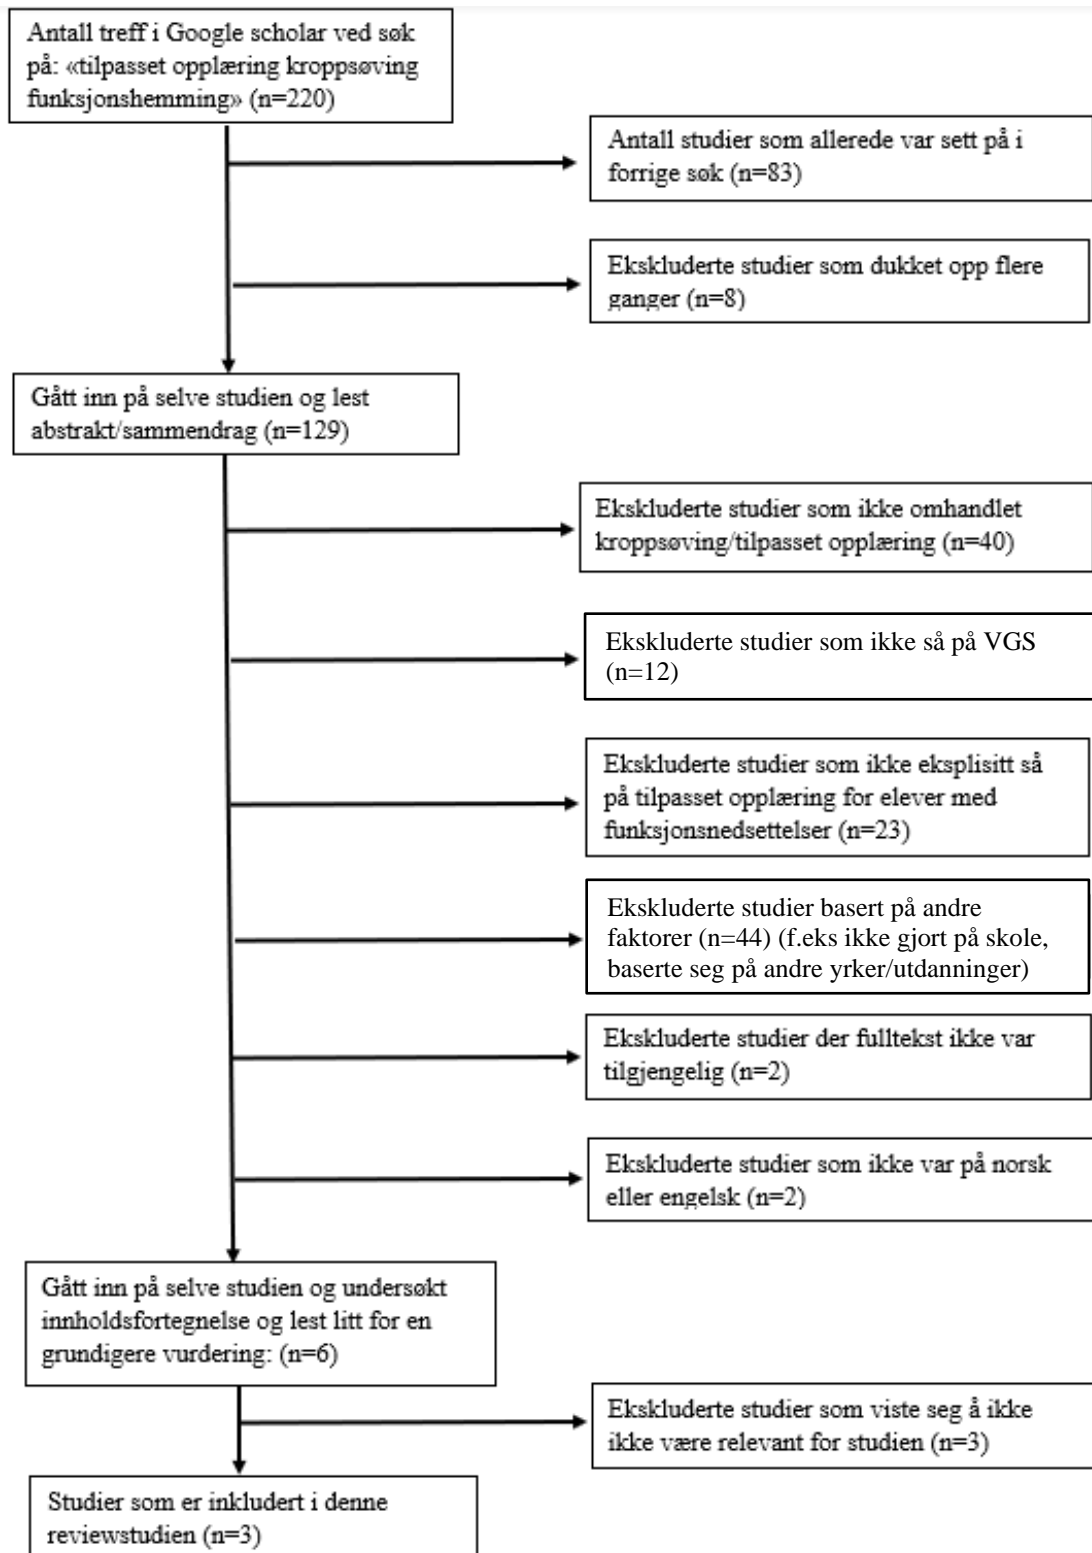 Antall treff i Google scholar ved søk
på: «tilpasset opplæring kroppsøving
funksjonshemming» (n=220)
Antall studier som allerede var sett på i
forrige søk (n=83)
Ekskluderte studier som dukket opp flere
ganger (n=8)
Gått inn på selve studien og lest
abstrakt/sammendrag (n=129)
Ekskluderte studier som ikke omhandlet
kroppsøving/tilpasset opplæring (n=40)
Ekskluderte studier som ikke så på VGS
(n=12)
Ekskluderte studier som ikke eksplisitt så
på tilpasset opplæring for elever med
funksjonsnedsettelser (n=23)
Ekskluderte studier basert på andre
faktorer (n=44) (f.eks ikke gjort på skole,
baserte seg på andre yrker/utdanninger)
Ekskluderte studier der fulltekst ikke var
tilgjengelig (n=2)
Ekskluderte studier som ikke var på norsk
eller engelsk (n=2)
Gått inn på selve studien og undersøkt
innholdsfortegnelse og lest litt for en
grundigere vurdering: (n=6)
Ekskluderte studier som viste seg å ikke
ikke være relevant for studien (n=3)
Studier som er inkludert i denne
reviewstudien (n=3)